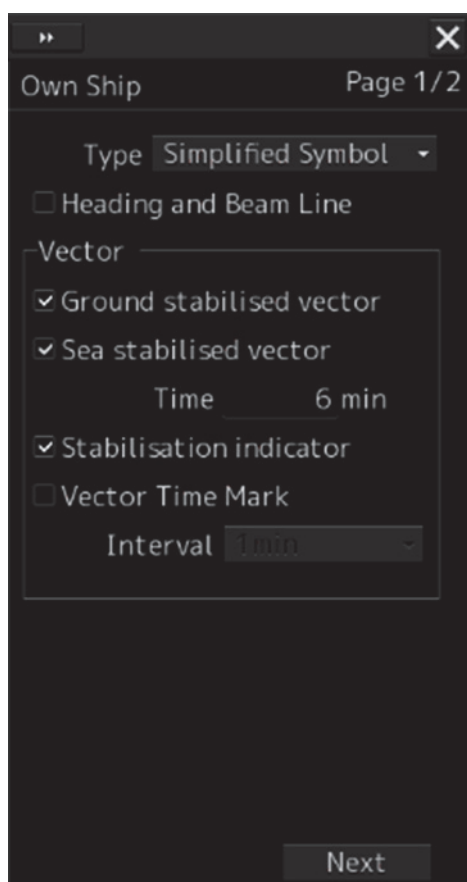 Own Ship Page 1/2
Type Simplified Symbol
Heading and Beam Line
Vector
Ground stabilised vector
Sea stabilised vector
Time 6 min
Stabilisation indicator
Vector Time Mark
Interval 1min
Next